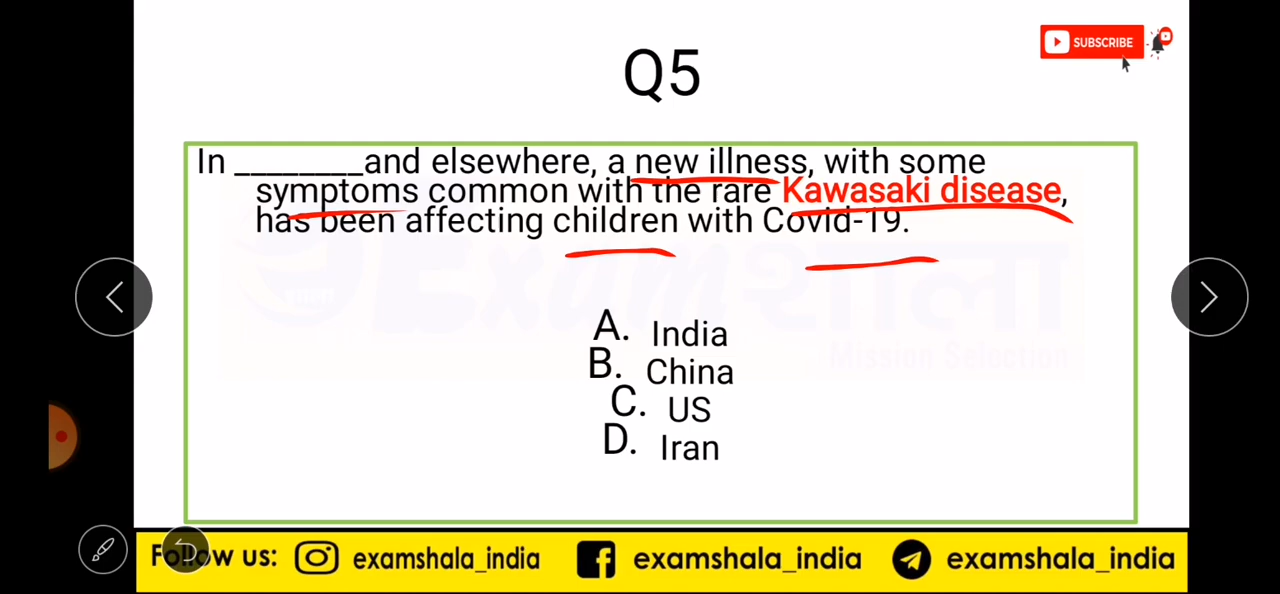 SUBSCRIBE
Q5
In ________and elsewhere, a new illness, with some
symptoms common with the rare Kawasaki disease,
has been affecting children with Covid-19.
Examशाला
Mission Selection
A. India
B. China
C. US
D. Iran
Follow us: examshala_india examshala_india examshala_india